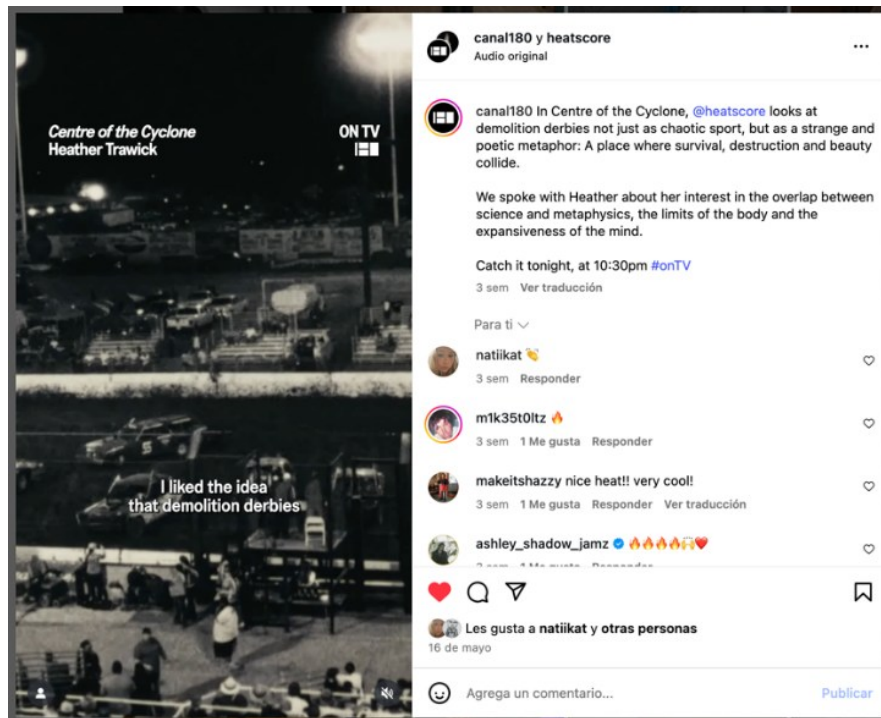 Centre of the Cyclone
Heather Trawick
ON TV
I liked the idea
that demolition derbies
canal180 y heatscore
Audio original
canal180 In Centre of the Cyclone, @heatscore looks at
demolition derbies not just as chaotic sport, but as a strange and
poetic metaphor: A place where survival, destruction and beauty
collide.
We spoke with Heather about her interest in the overlap between
science and metaphysics, the limits of the body and the
expansiveness of the mind.
Catch it tonight, at 10:30pm #onTV
3 sem Ver traducción
Para ti
natiikat 👏
3 sem Responder
m1k35t0ltz 🔥
3 sem 1 Me gusta Responder
makeitshazzy nice heat!! very cool!
3 sem 1 Me gusta Responder Ver traducción
ashley_shadow_jamz 🔥🔥🔥🔥🙌❤️
3 sem 1 Me gusta Responder
Les gusta a natiikat y otras personas
16 de mayo
Agrega un comentario...
Publicar